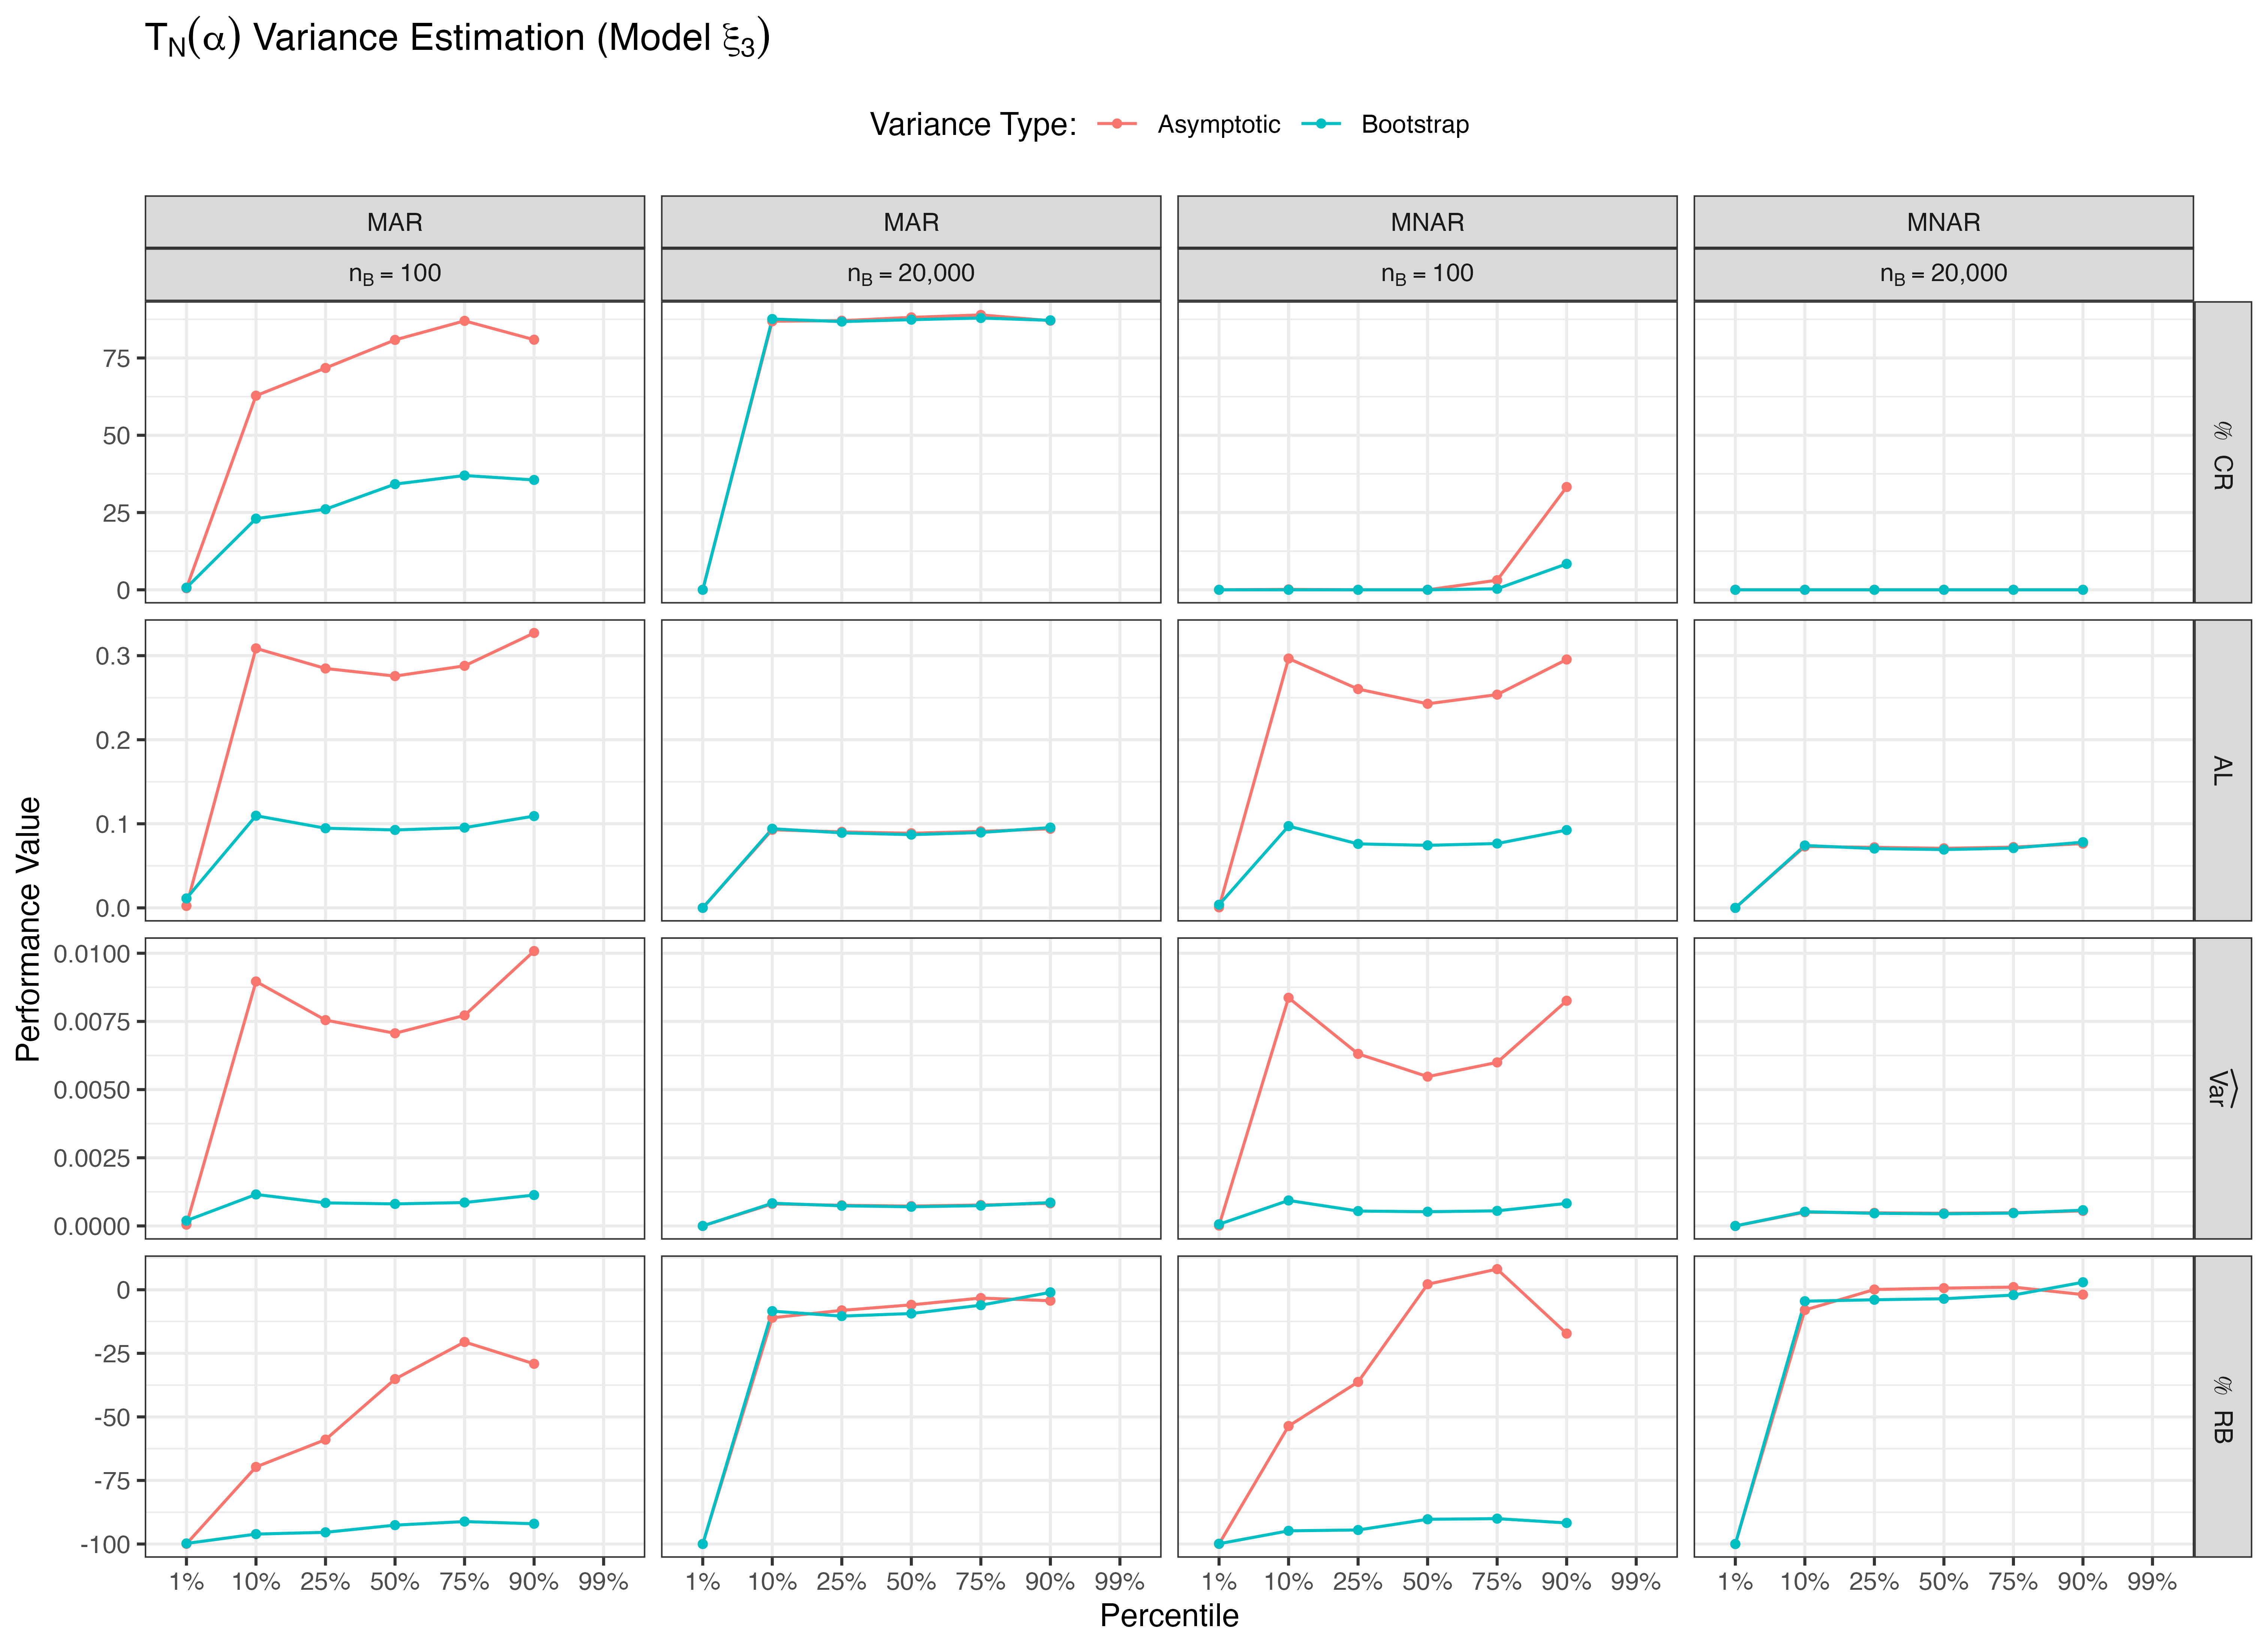 T_N(α) Variance Estimation (Model ξ_3)
Variance Type: Asymptotic Bootstrap
MAR MAR MNAR MNAR
n_B = 100 n_B = 20,000 n_B = 100 n_B = 20,000
75
50
25
0
% CR
0.3
0.2
0.1
0.0
AL
Performance Value
0.0100
0.0075
0.0050
0.0025
0.0000
\widehat{Var}
0
-25
-50
-75
-100
% RB
1% 10% 25% 50% 75% 90% 99% 1% 10% 25% 50% 75% 90% 99% 1% 10% 25% 50% 75% 90% 99% 1% 10% 25% 50% 75% 90% 99%
Percentile